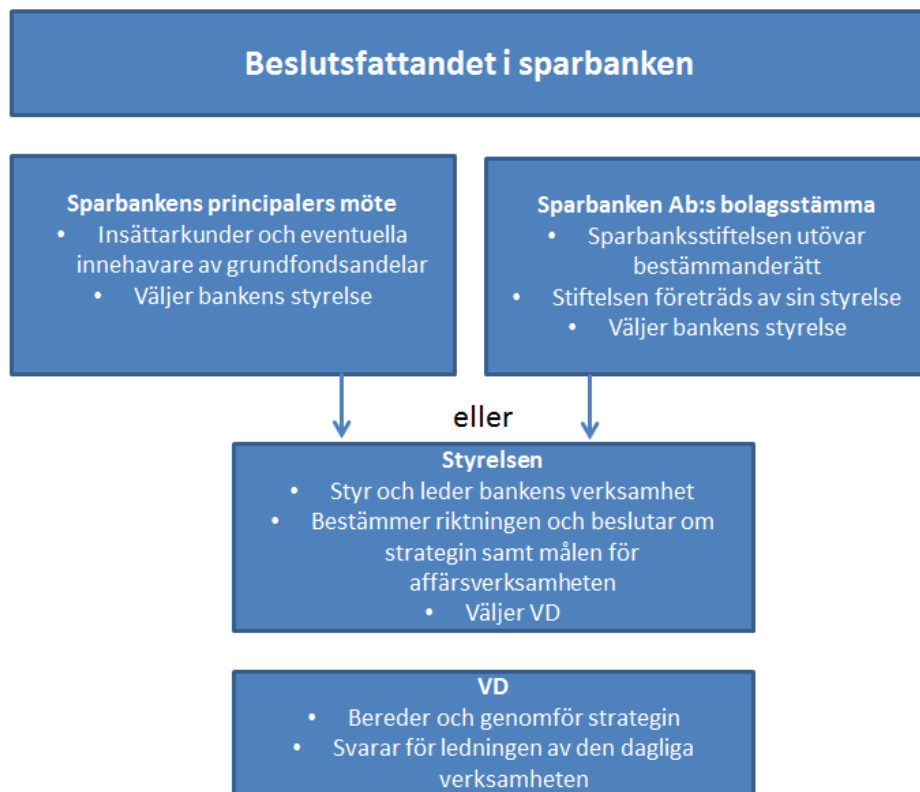 Beslutsfattandet i sparbanken
Sparbankens principalers möte
• Insättarkunder och eventuella
innehavare av grundfondsandelar
• Väljer bankens styrelse
Sparbanken Ab:s bolagsstämma
• Sparbanksstiftelsen utövar
bestämmanderätt
• Stiftelsen företräds av sin styrelse
• Väljer bankens styrelse
eller
Styrelsen
• Styr och leder bankens verksamhet
• Bestämmer riktningen och beslutar om
strategin samt målen för
affärsverksamheten
• Väljer VD
VD
• Bereder och genomför strategin
• Svarar för ledningen av den dagliga
verksamheten